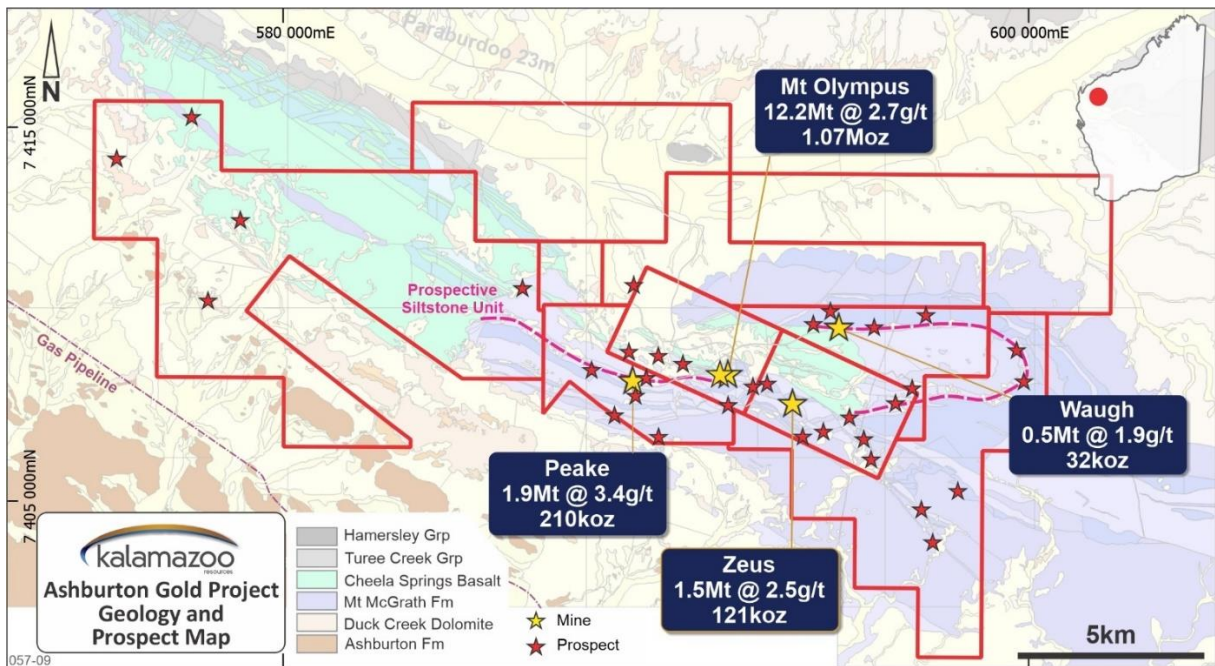 580 000mE
600 000mE
Paraburdoo 23m
N
7 415 000mN
Mt Olympus
12.2Mt @ 2.7g/t
1.07Moz
Prospective
Siltstone Unit
Gas Pipeline
Waugh
0.5Mt @ 1.9g/t
32koz
Peake
1.9Mt @ 3.4g/t
210koz
7 405 000mN
Zeus
1.5Mt @ 2.5g/t
121koz
kalamazoo
resources
Ashburton Gold Project
Geology and
Prospect Map
Hamersley Grp
Turee Creek Grp
Cheela Springs Basalt
Mt McGrath Fm
Duck Creek Dolomite
Ashburton Fm
Mine
Prospect
5km
057-09